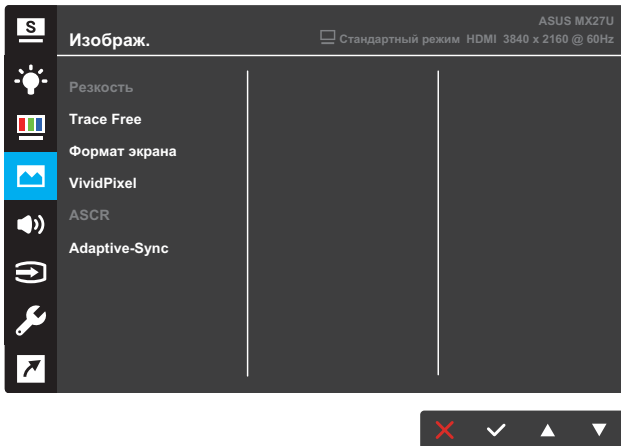 S
ASUS MX27U
Изображ.
Стандартный режим HDMI 3840 x 2160 @ 60Hz
Резкость
Trace Free
Формат экрана
VividPixel
ASCR
Adaptive-Sync